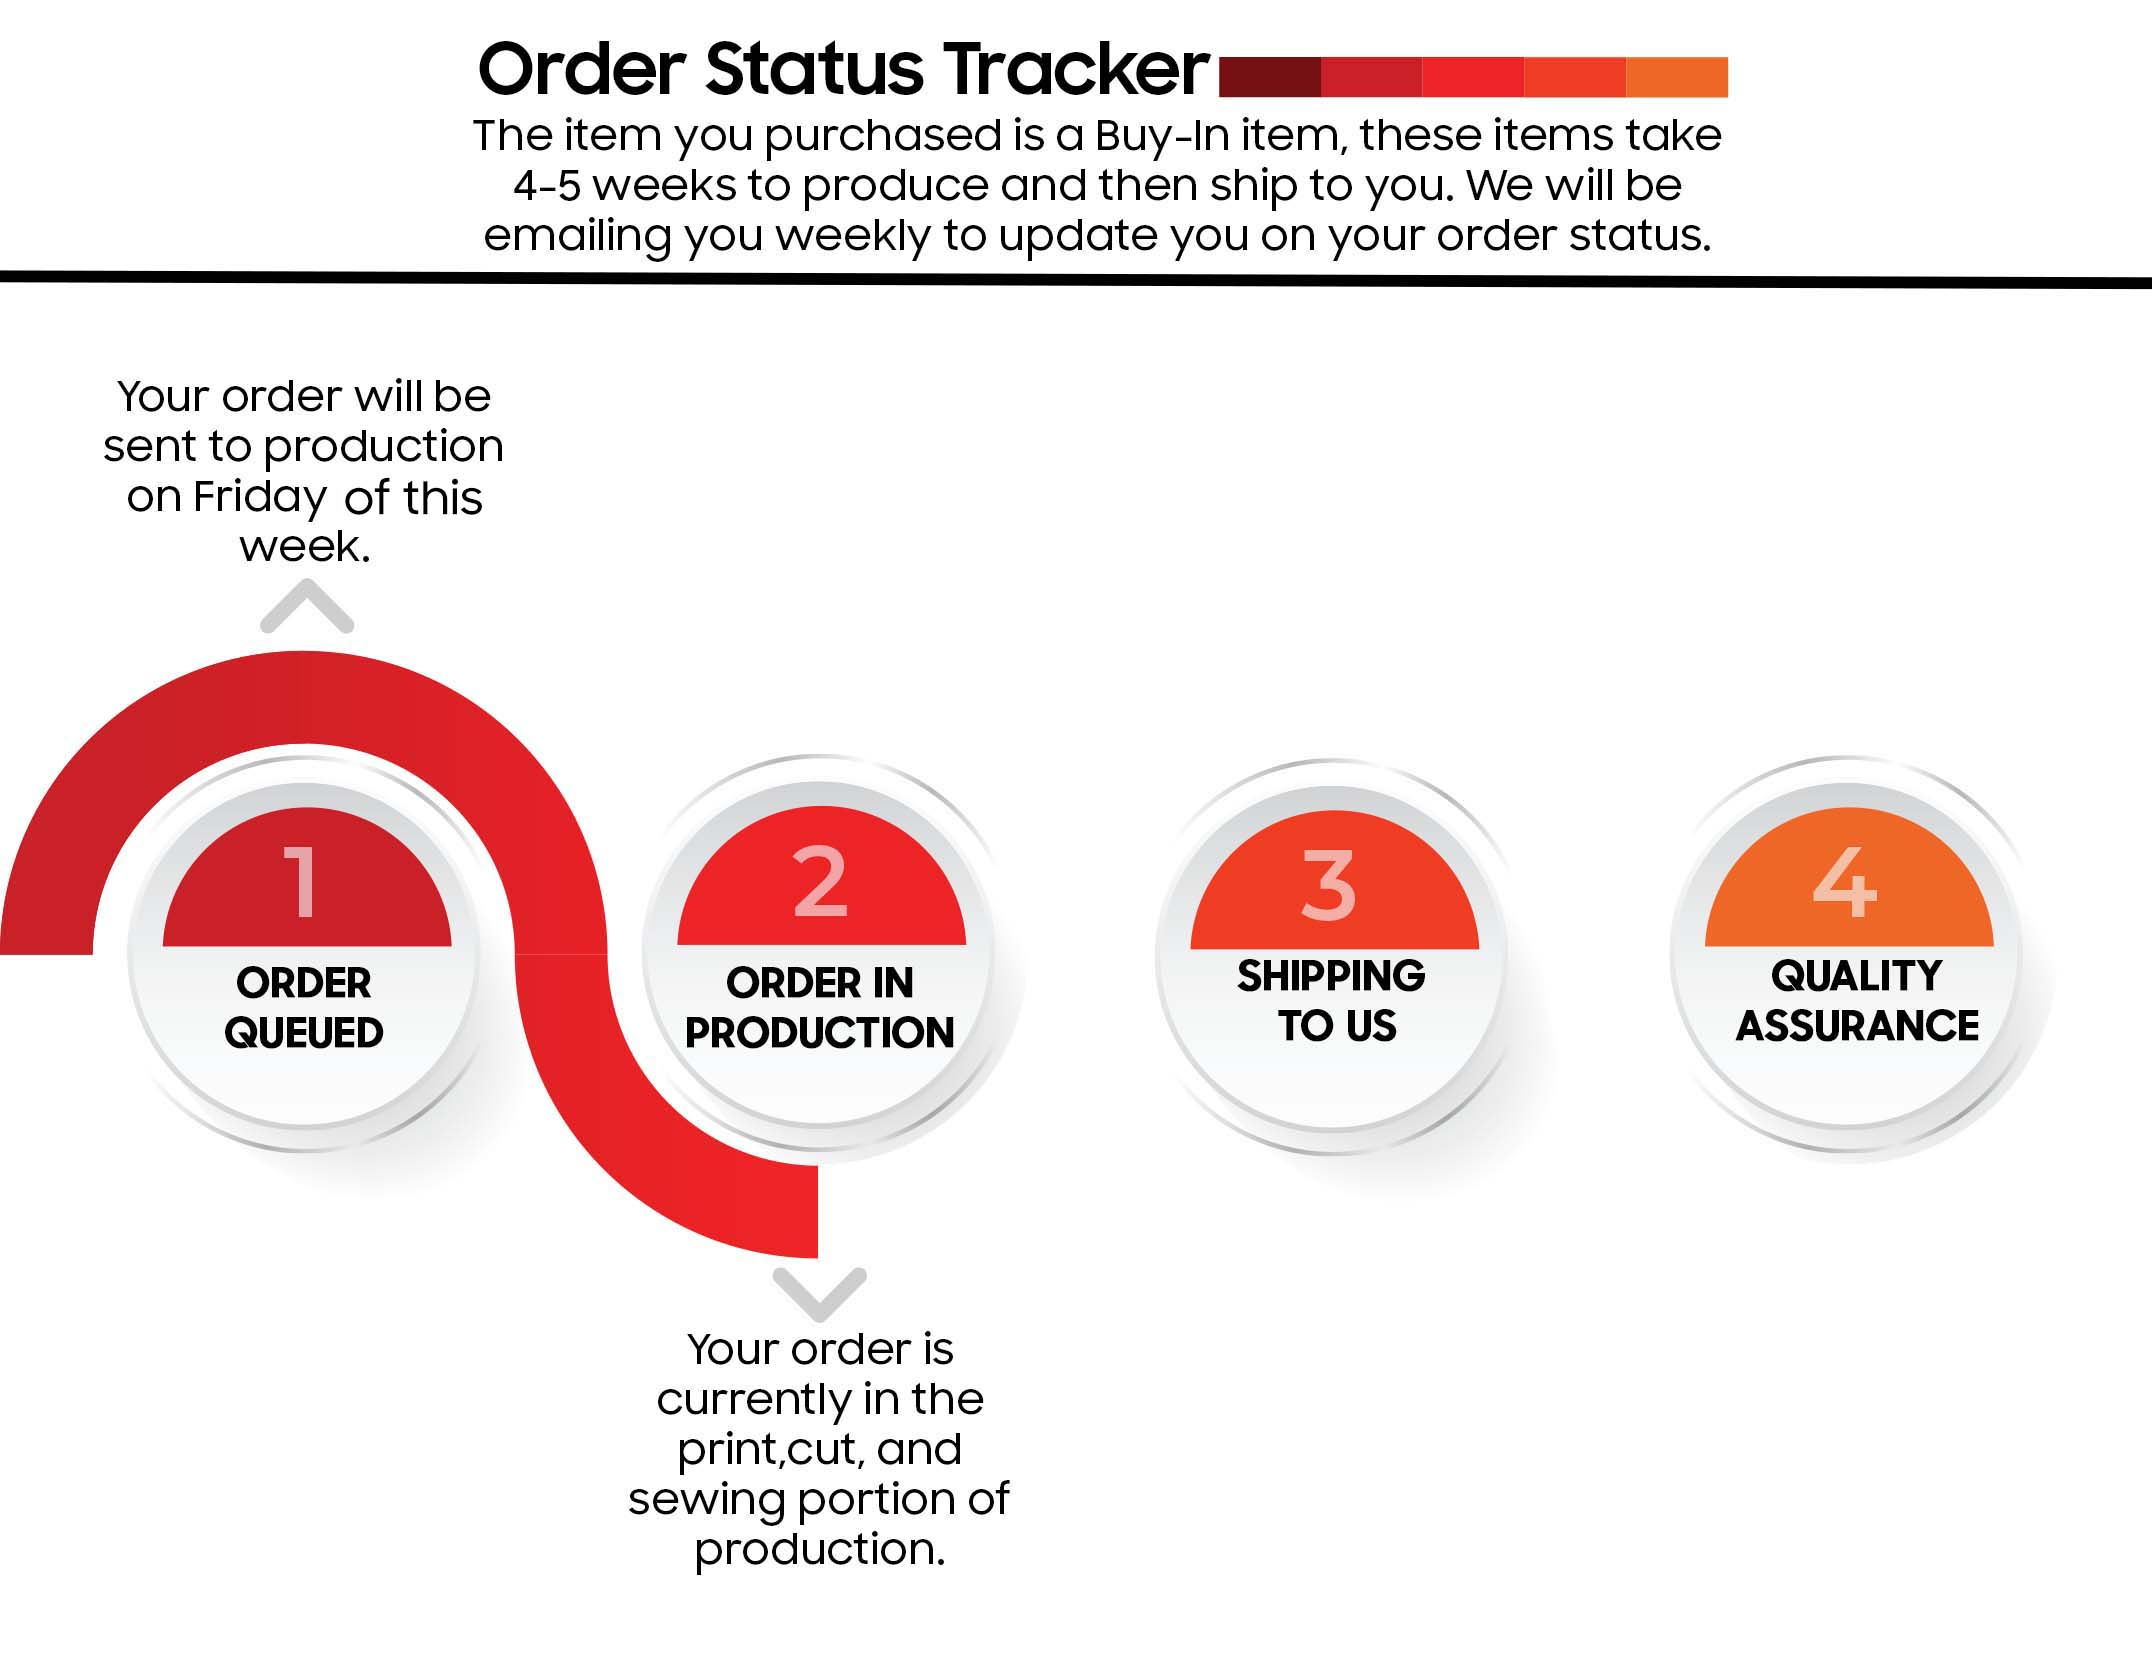 Order Status Tracker
The item you purchased is a Buy-In item, these items take
4-5 weeks to produce and then ship to you. We will be
emailing you weekly to update you on your order status.
Your order will be
sent to production
on Friday of this
week.
1
ORDER
QUEUED
2
ORDER IN
PRODUCTION
3
SHIPPING
TO US
4
QUALITY
ASSURANCE
Your order is
currently in the
print,cut, and
sewing portion of
production.